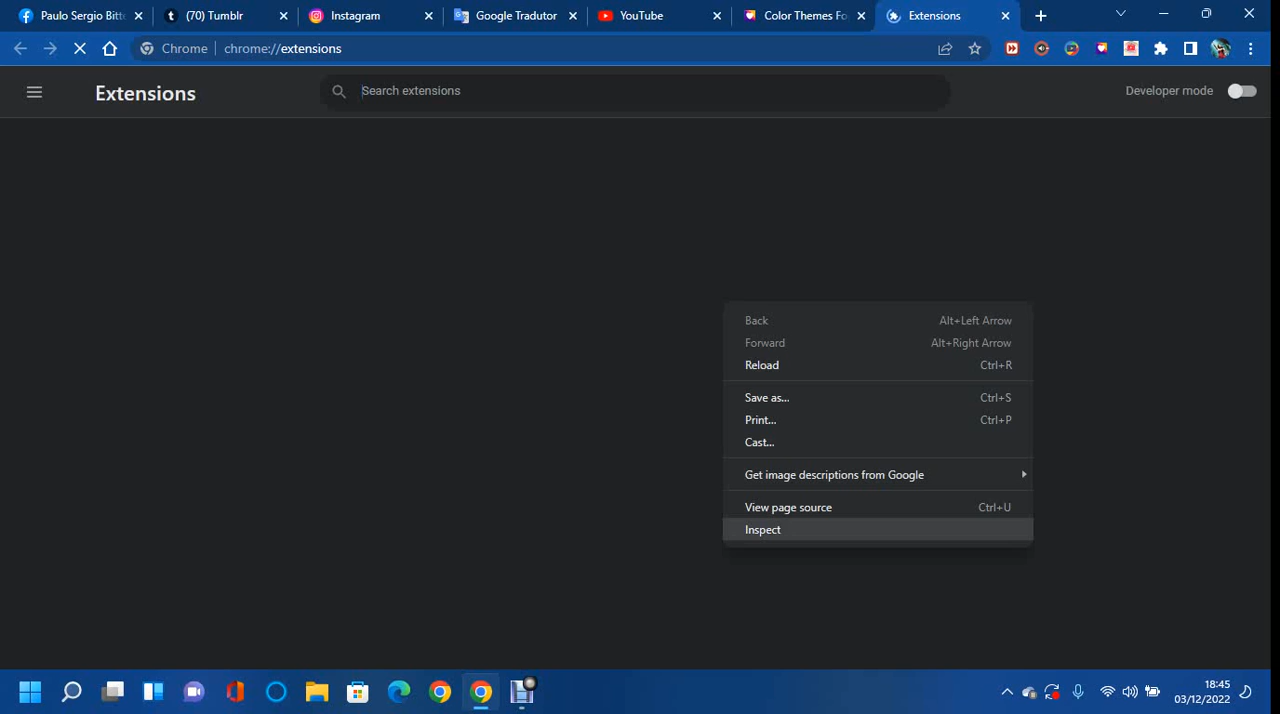 Paulo Sergio Bitte
(70) Tumblr
Instagram
Google Tradutor
YouTube
Color Themes Fo
Extensions
Chrome
chrome://extensions
Extensions
Search extensions
Developer mode
Back Alt+Left Arrow
Forward Alt+Right Arrow
Reload Ctrl+R
Save as... Ctrl+S
Print... Ctrl+P
Cast...
Get image descriptions from Google
View page source Ctrl+U
Inspect
18:45
03/12/2022